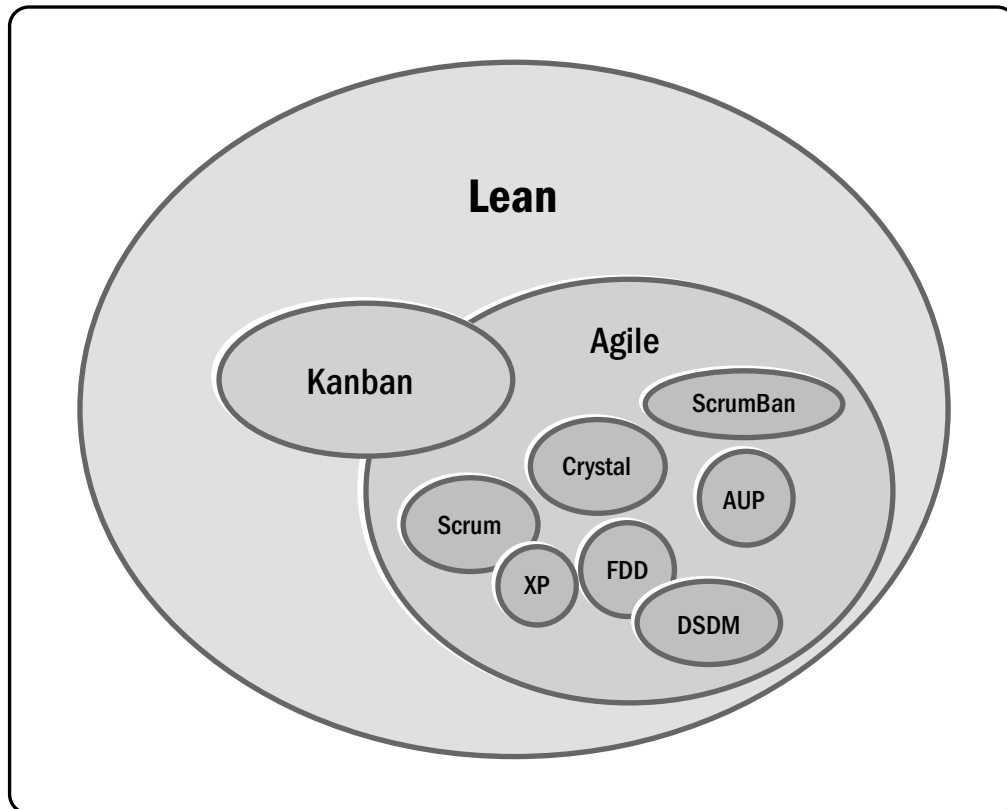 Lean
Agile
Kanban
ScrumBan
Crystal
AUP
Scrum
FDD
XP
DSDM